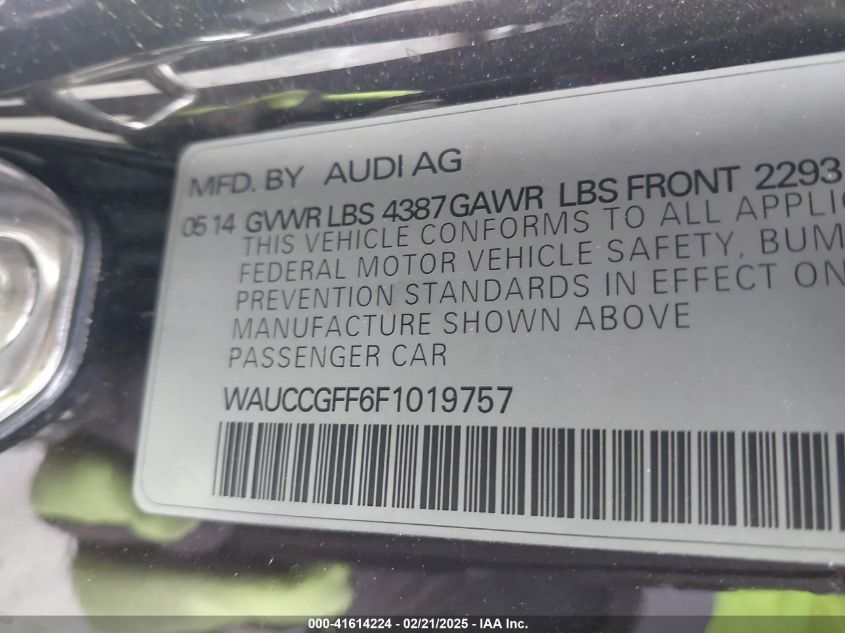 MFD. BY AUDI AG
05 14 GVWR LBS 4387 GAWR LBS FRONT 2293
THIS VEHICLE CONFORMS TO ALL APPLIC
FEDERAL MOTOR VEHICLE SAFETY, BUM
PREVENTION STANDARDS IN EFFECT ON
MANUFACTURE SHOWN ABOVE
PASSENGER CAR
WAUCCGFF6F1019757
000-41614224 - 02/21/2025 - IAA Inc.